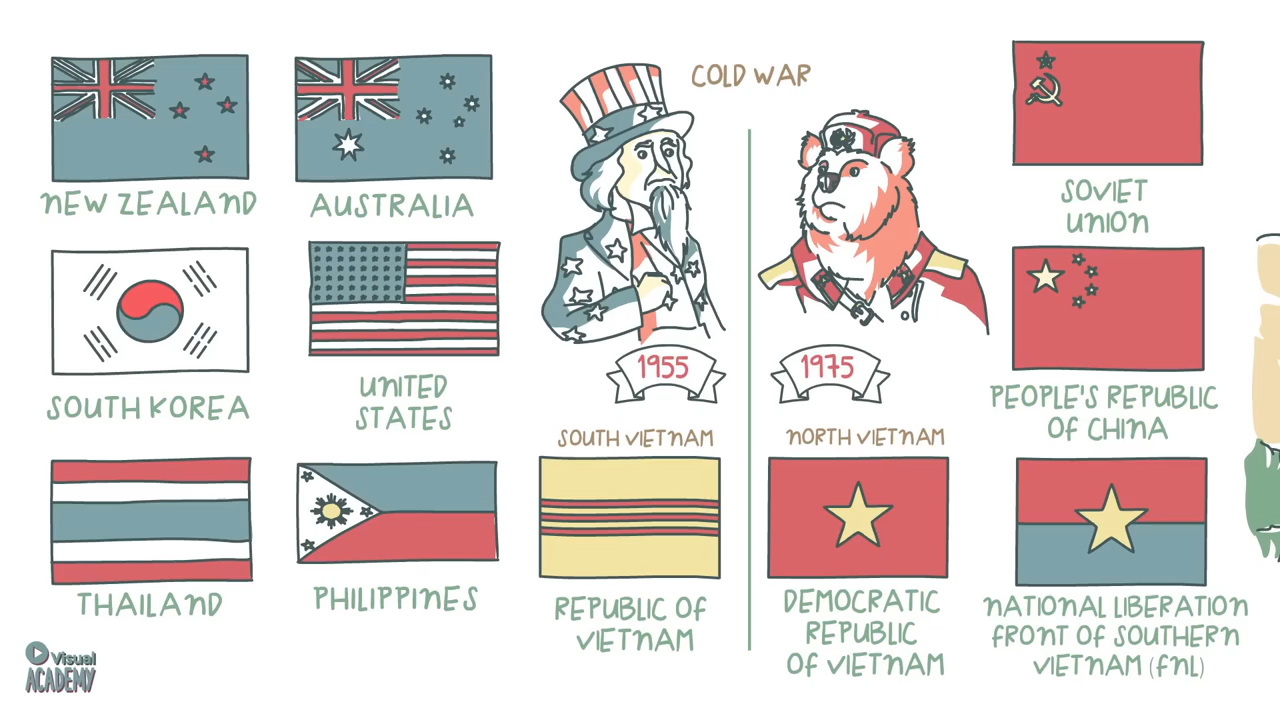 COLD WAR
NEW ZEALAND
AUSTRALIA
SOVIET
UNION
SOUTH KOREA
UNITED
STATES
1955
1975
PEOPLE'S REPUBLIC
OF CHINA
SOUTH VIETNAM
NORTH VIETNAM
THAILAND
PHILIPPINES
REPUBLIC OF
VIETNAM
DEMOCRATIC
REPUBLIC
OF VIETNAM
NATIONAL LIBERATION
FRONT OF SOUTHERN
VIETNAM (FNL)
Visual
ACADEMY